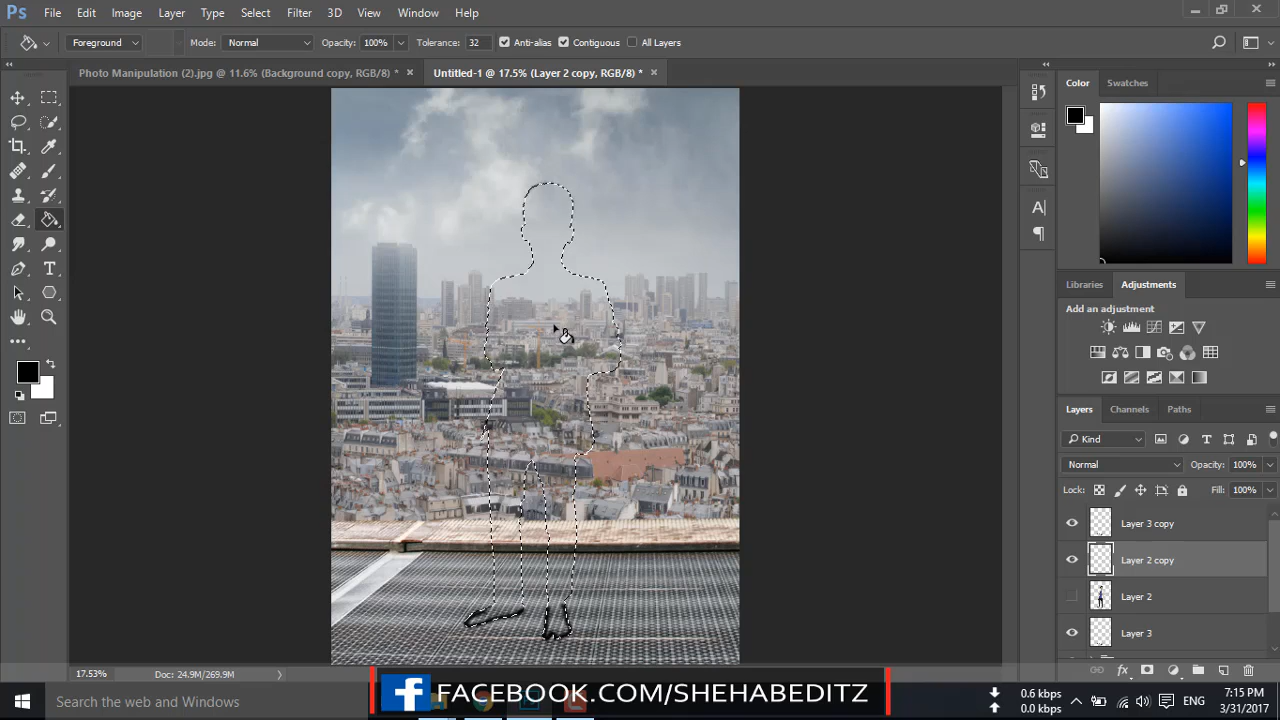 Ps File Edit Image Layer Type Select Filter 3D View Window Help
Foreground Mode: Normal Opacity: 100% Tolerance: 32 Anti-alias Contiguous All Layers
Photo Manipulation (2).jpg @ 11.6% (Background copy, RGB/8) * × Untitled-1 @ 17.5% (Layer 2 copy, RGB/8) * ×
Color Swatches
Libraries Adjustments
Add an adjustment
Layers Channels Paths
Kind
Normal Opacity: 100%
Lock: Fill: 100%
Layer 3 copy
Layer 2 copy
Layer 2
Layer 3
17.53% Doc: 24.9M/269.9M
FACEBOOK.COM/SHEHABEDITZ
Search the web and Windows
0.6 kbps
0.0 kbps
ENG
7:15 PM
3/31/2017